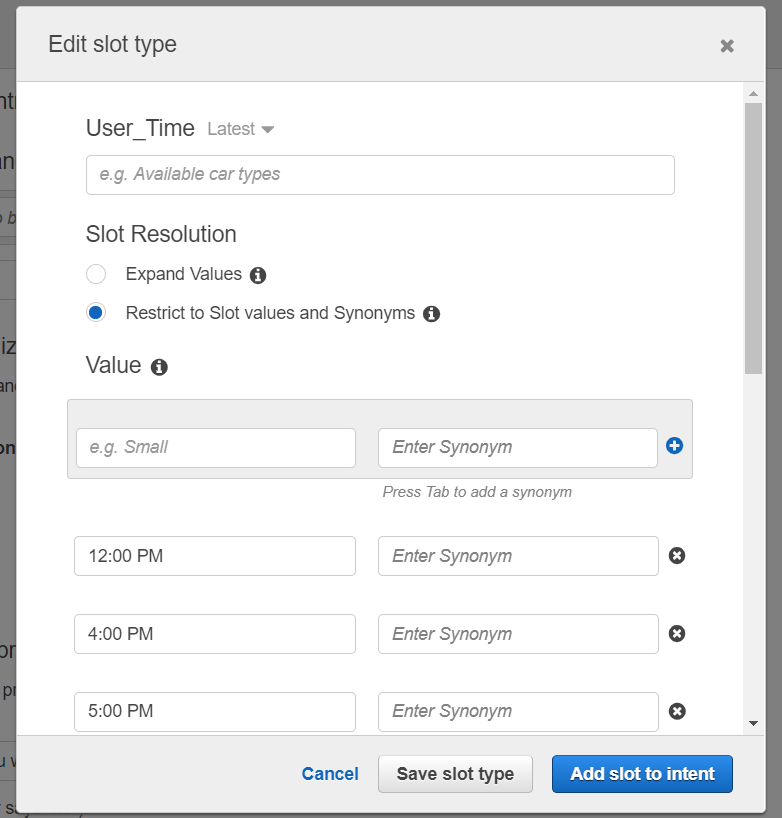 Edit slot type
User_Time Latest
e.g. Available car types
Slot Resolution
Expand Values
Restrict to Slot values and Synonyms
Value
e.g. Small Enter Synonym
Press Tab to add a synonym
12:00 PM Enter Synonym
4:00 PM Enter Synonym
5:00 PM Enter Synonym
Cancel Save slot type Add slot to intent